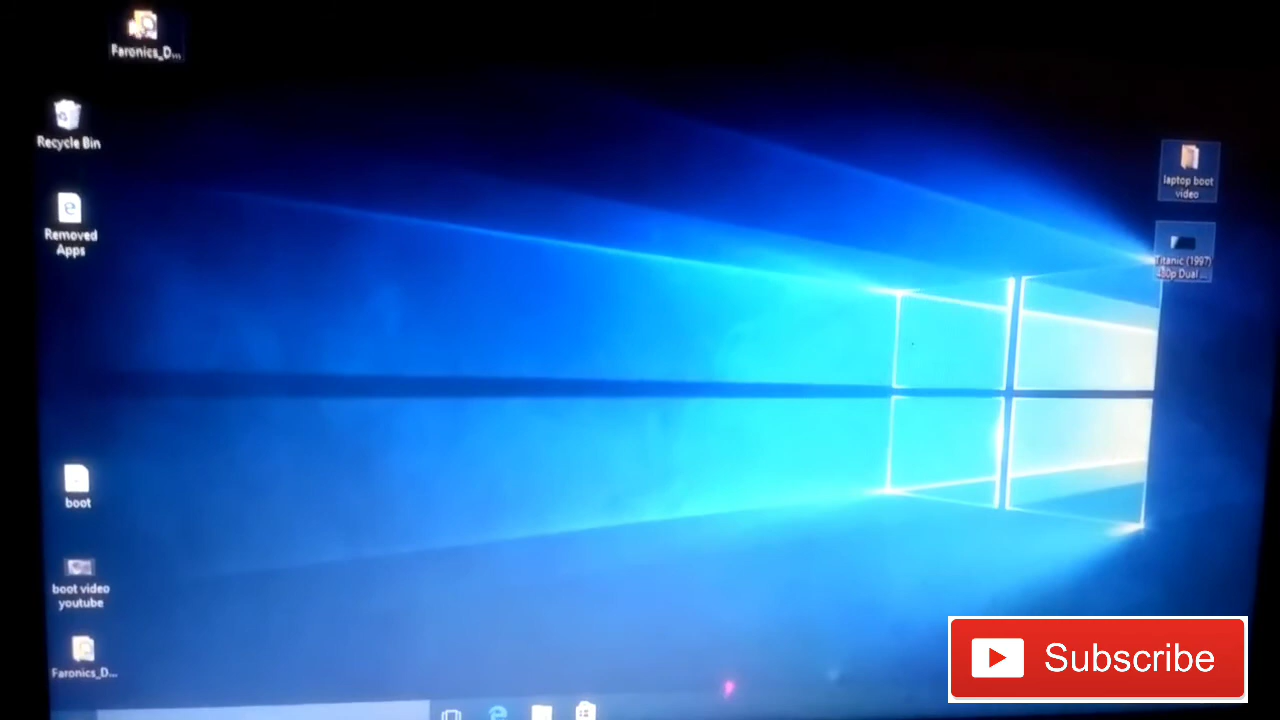 Faronics_D...
Recycle Bin
Removed
Apps
boot
boot video
youtube
Faronics_D...
laptop boot
video
Titanic (1997)
480p Dual ...
Subscribe